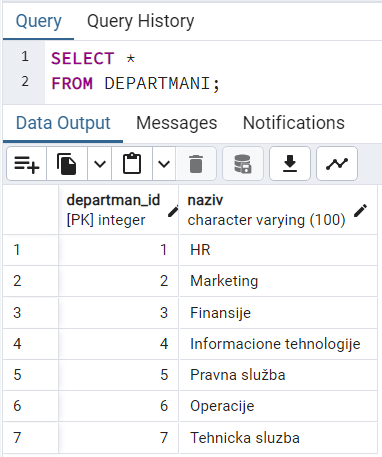 Query Query History
1 SELECT *
2 FROM DEPARTMANI;
Data Output Messages Notifications
departman_id naziv
[PK] integer character varying (100)
1 1 HR
2 2 Marketing
3 3 Finansije
4 4 Informacione tehnologije
5 5 Pravna služba
6 6 Operacije
7 7 Tehnicka sluzba